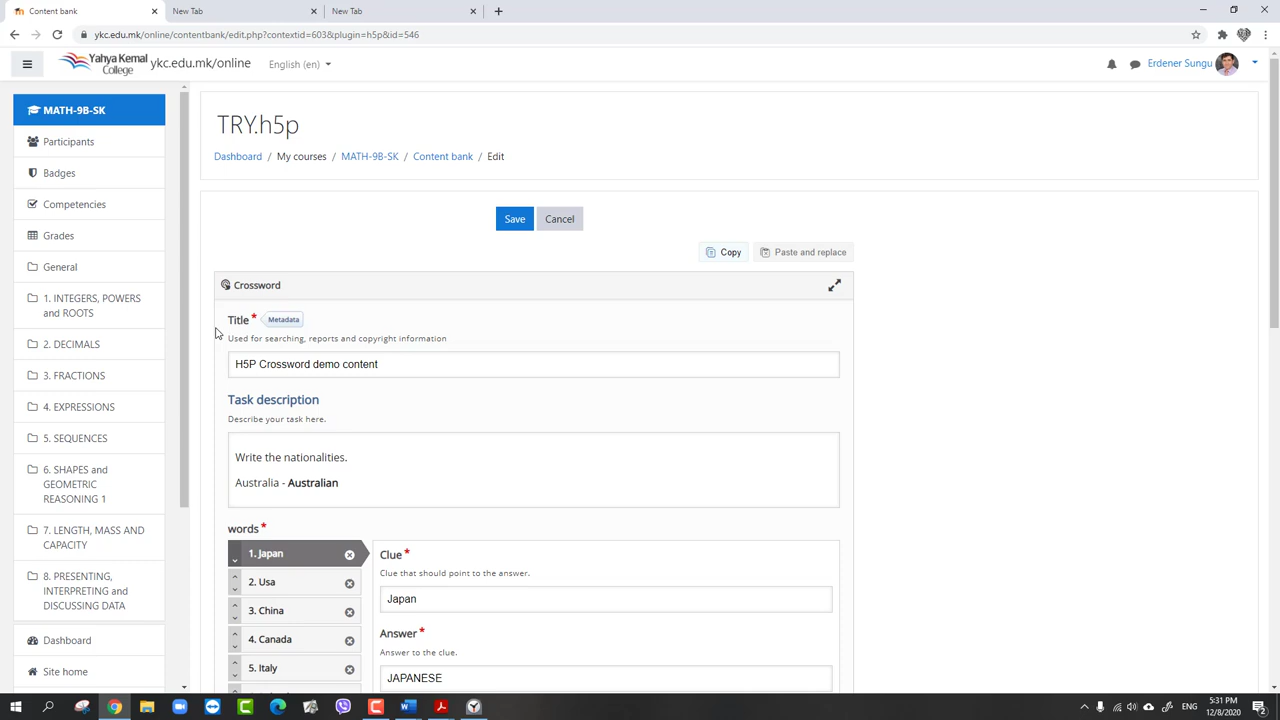 Content bank
New Tab
New Tab
ykc.edu.mk/online/contentbank/edit.php?contextid=603&plugin=h5p&id=546
Yahya Kemal
College
ykc.edu.mk/online
English (en)
Erdener Sungu
MATH-9B-SK
Participants
Badges
Competencies
Grades
General
1. INTEGERS, POWERS
and ROOTS
2. DECIMALS
3. FRACTIONS
4. EXPRESSIONS
5. SEQUENCES
6. SHAPES and
GEOMETRIC
REASONING 1
7. LENGTH, MASS AND
CAPACITY
8. PRESENTING,
INTERPRETING and
DISCUSSING DATA
Dashboard
Site home
TRY.h5p
Dashboard / My courses / MATH-9B-SK / Content bank / Edit
Save
Cancel
Copy
Paste and replace
Crossword
Title * Metadata
Used for searching, reports and copyright information
H5P Crossword demo content
Task description
Describe your task here.
Write the nationalities.
Australia - Australian
words *
1. Japan
2. Usa
3. China
4. Canada
5. Italy
Clue *
Clue that should point to the answer.
Japan
Answer *
Answer to the clue.
JAPANESE
5:31 PM
12/8/2020